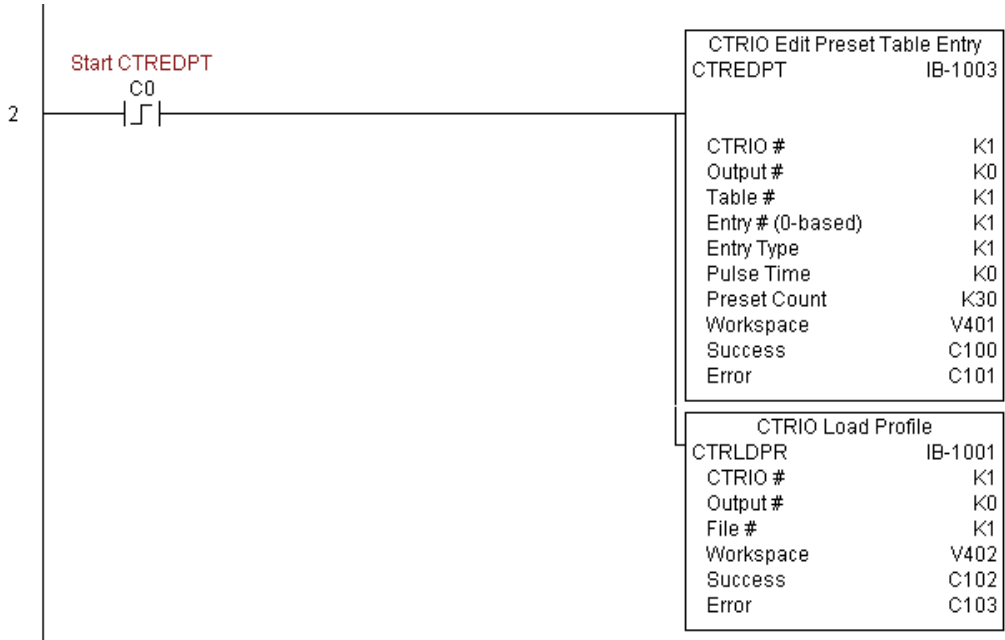 Start CTREDPT
C0
2
CTRIO Edit Preset Table Entry
CTREDPT IB-1003
CTRIO # K1
Output # K0
Table # K1
Entry # (0-based) K1
Entry Type K1
Pulse Time K0
Preset Count K30
Workspace V401
Success C100
Error C101
CTRIO Load Profile
CTRLDPR IB-1001
CTRIO # K1
Output # K0
File # K1
Workspace V402
Success C102
Error C103